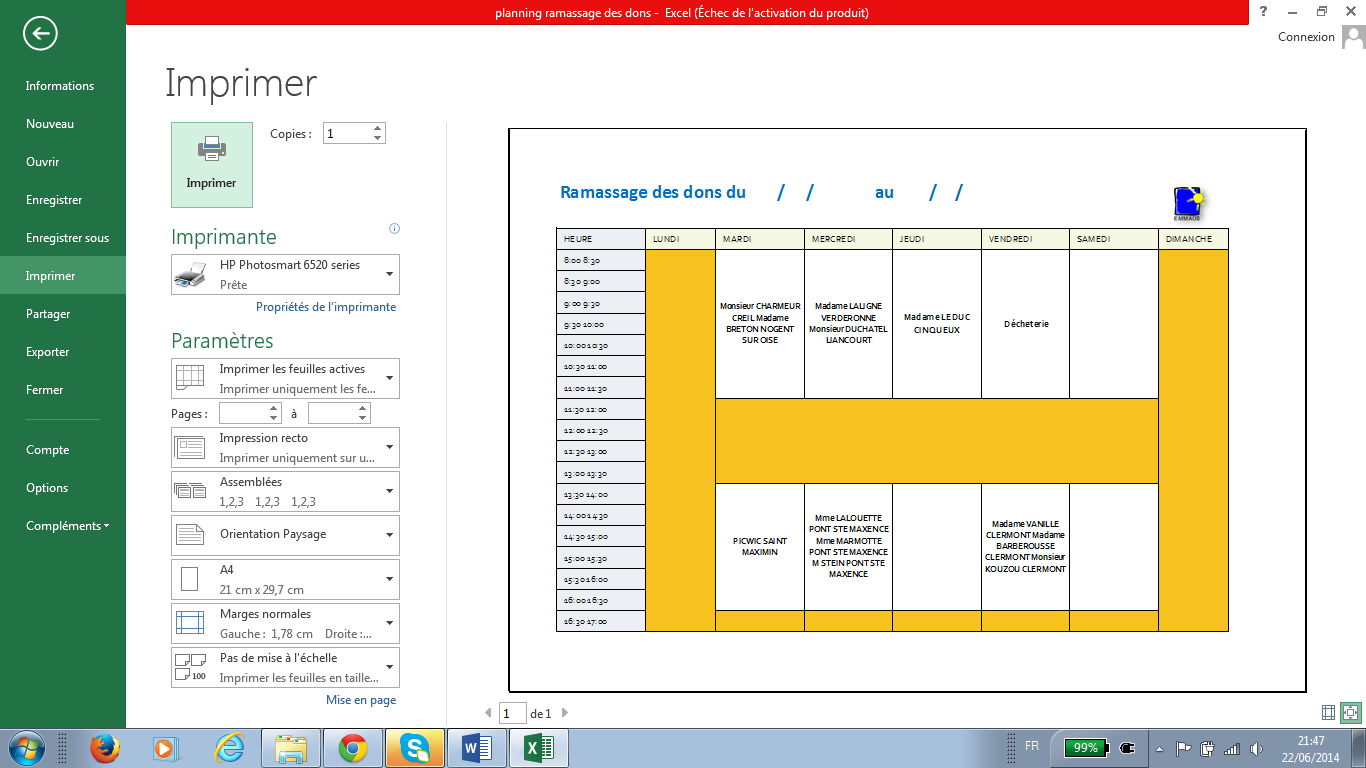 planning ramassage des dons - Excel (Échec de l'activation du produit)
Connexion
Informations
Nouveau
Ouvrir
Enregistrer
Enregistrer sous
Imprimer
Partager
Exporter
Fermer
Compte
Options
Compléments
Imprimer
Imprimer
Copies : 1
Imprimante
HP Photosmart 6520 series
Prête
Propriétés de l'imprimante
Paramètres
Imprimer les feuilles actives
Imprimer uniquement les fe...
Pages : à
Impression recto
Imprimer uniquement sur u...
Assemblées
1,2,3 1,2,3 1,2,3
Orientation Paysage
A4
21 cm x 29,7 cm
Marges normales
Gauche : 1,78 cm Droite :...
Pas de mise à l'échelle
Imprimer les feuilles en taille...
100
Mise en page
Ramassage des dons du / / au / /
EMMAUS
HEURE LUNDI MARDI MERCREDI JEUDI VENDREDI SAMEDI DIMANCHE
8:00 8:30
8:30 9:00
9:00 9:30
9:30 10:00
10:00 10:30
10:30 11:00
11:00 11:30
11:30 12:00
12:00 12:30
12:30 13:00
13:00 13:30
13:30 14:00
14:00 14:30
14:30 15:00
15:00 15:30
15:30 16:00
16:00 16:30
16:30 17:00
Monsieur CHARMEUR
CREIL Madame
BRETON NOGENT
SUR OISE
Madame LALIGNE
VERDERONNE
Monsieur DUCHATEL
LIANCOURT
Madame LEDUC
CINQUEUX
Décheterie
PICWIC SAINT
MAXIMIN
Mme LALOUETTE
PONT STE MAXENCE
Mme MARMOTTE
PONT STE MAXENCE
M STEIN PONT STE
MAXENCE
Madame VANILLE
CLERMONT Madame
BARBEROUSSE
CLERMONT Monsieur
KOUZOU CLERMONT
1 de 1
FR
99%
21:47
22/06/2014